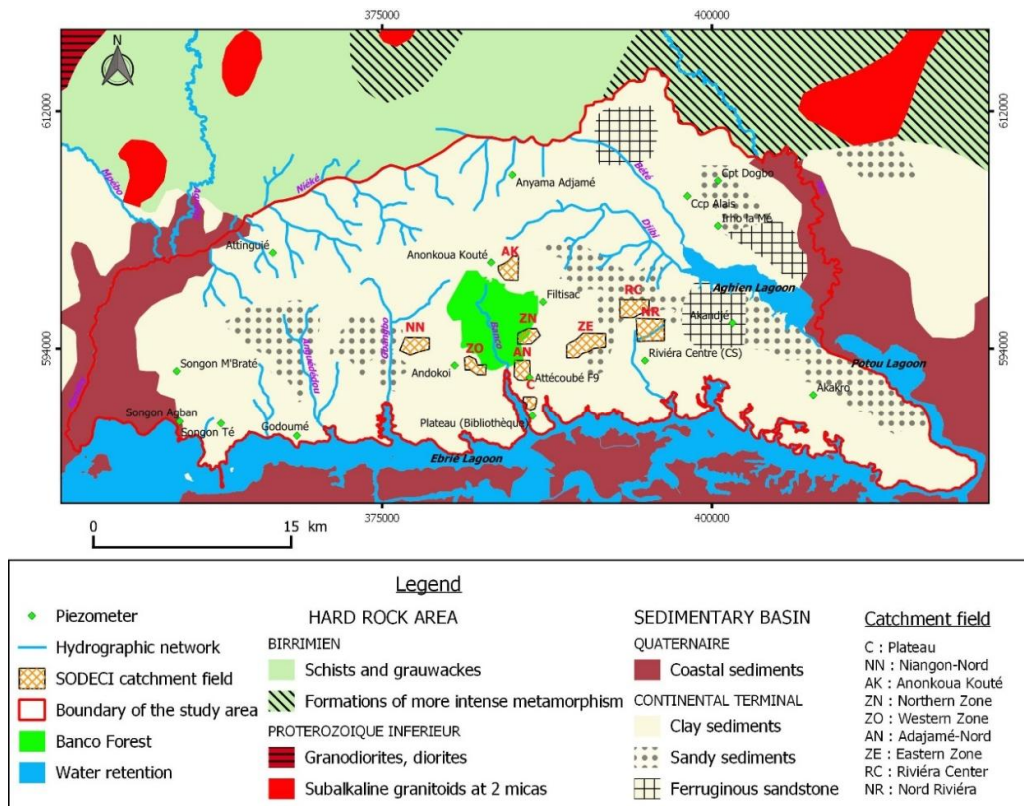 375000
400000
N
612000
612000
Mpébo
Niéké
Bété
Cpt Dogbo
Anyama Adjamé
Ccp Alais
Irho la Mé
Djibi
Attinguié
Anonkoua Kouté
AK
Aghien Lagoon
Filtisac
RC
NR
Akandjé
ZN
Banco
NN
ZE
594000
594000
AN
ZO
Riviéra Centre (CS)
Potou Lagoon
Songon M'Braté
Andokoi
Attécoubé F9
C
Akakro
Songon Agban
Songon Té
Godoumé
Plateau (Bibliothèque)
Ebrié Lagoon
375000
400000
0
15 km
Legend
Piezometer
Hydrographic network
SODECI catchment field
Boundary of the study area
Banco Forest
Water retention
HARD ROCK AREA
BIRRIMIEN
Schists and grauwackes
Formations of more intense metamorphism
PROTEROZOIQUE INFERIEUR
Granodiorites, diorites
Subalkaline granitoids at 2 micas
SEDIMENTARY BASIN
QUATERNAIRE
Coastal sediments
CONTINENTAL TERMINAL
Clay sediments
Sandy sediments
Ferruginous sandstone
Catchment field
C : Plateau
NN : Niangon-Nord
AK : Anonkoua Kouté
ZN : Northern Zone
ZO : Western Zone
AN : Adajamé-Nord
ZE : Eastern Zone
RC : Riviéra Center
NR : Nord Riviéra